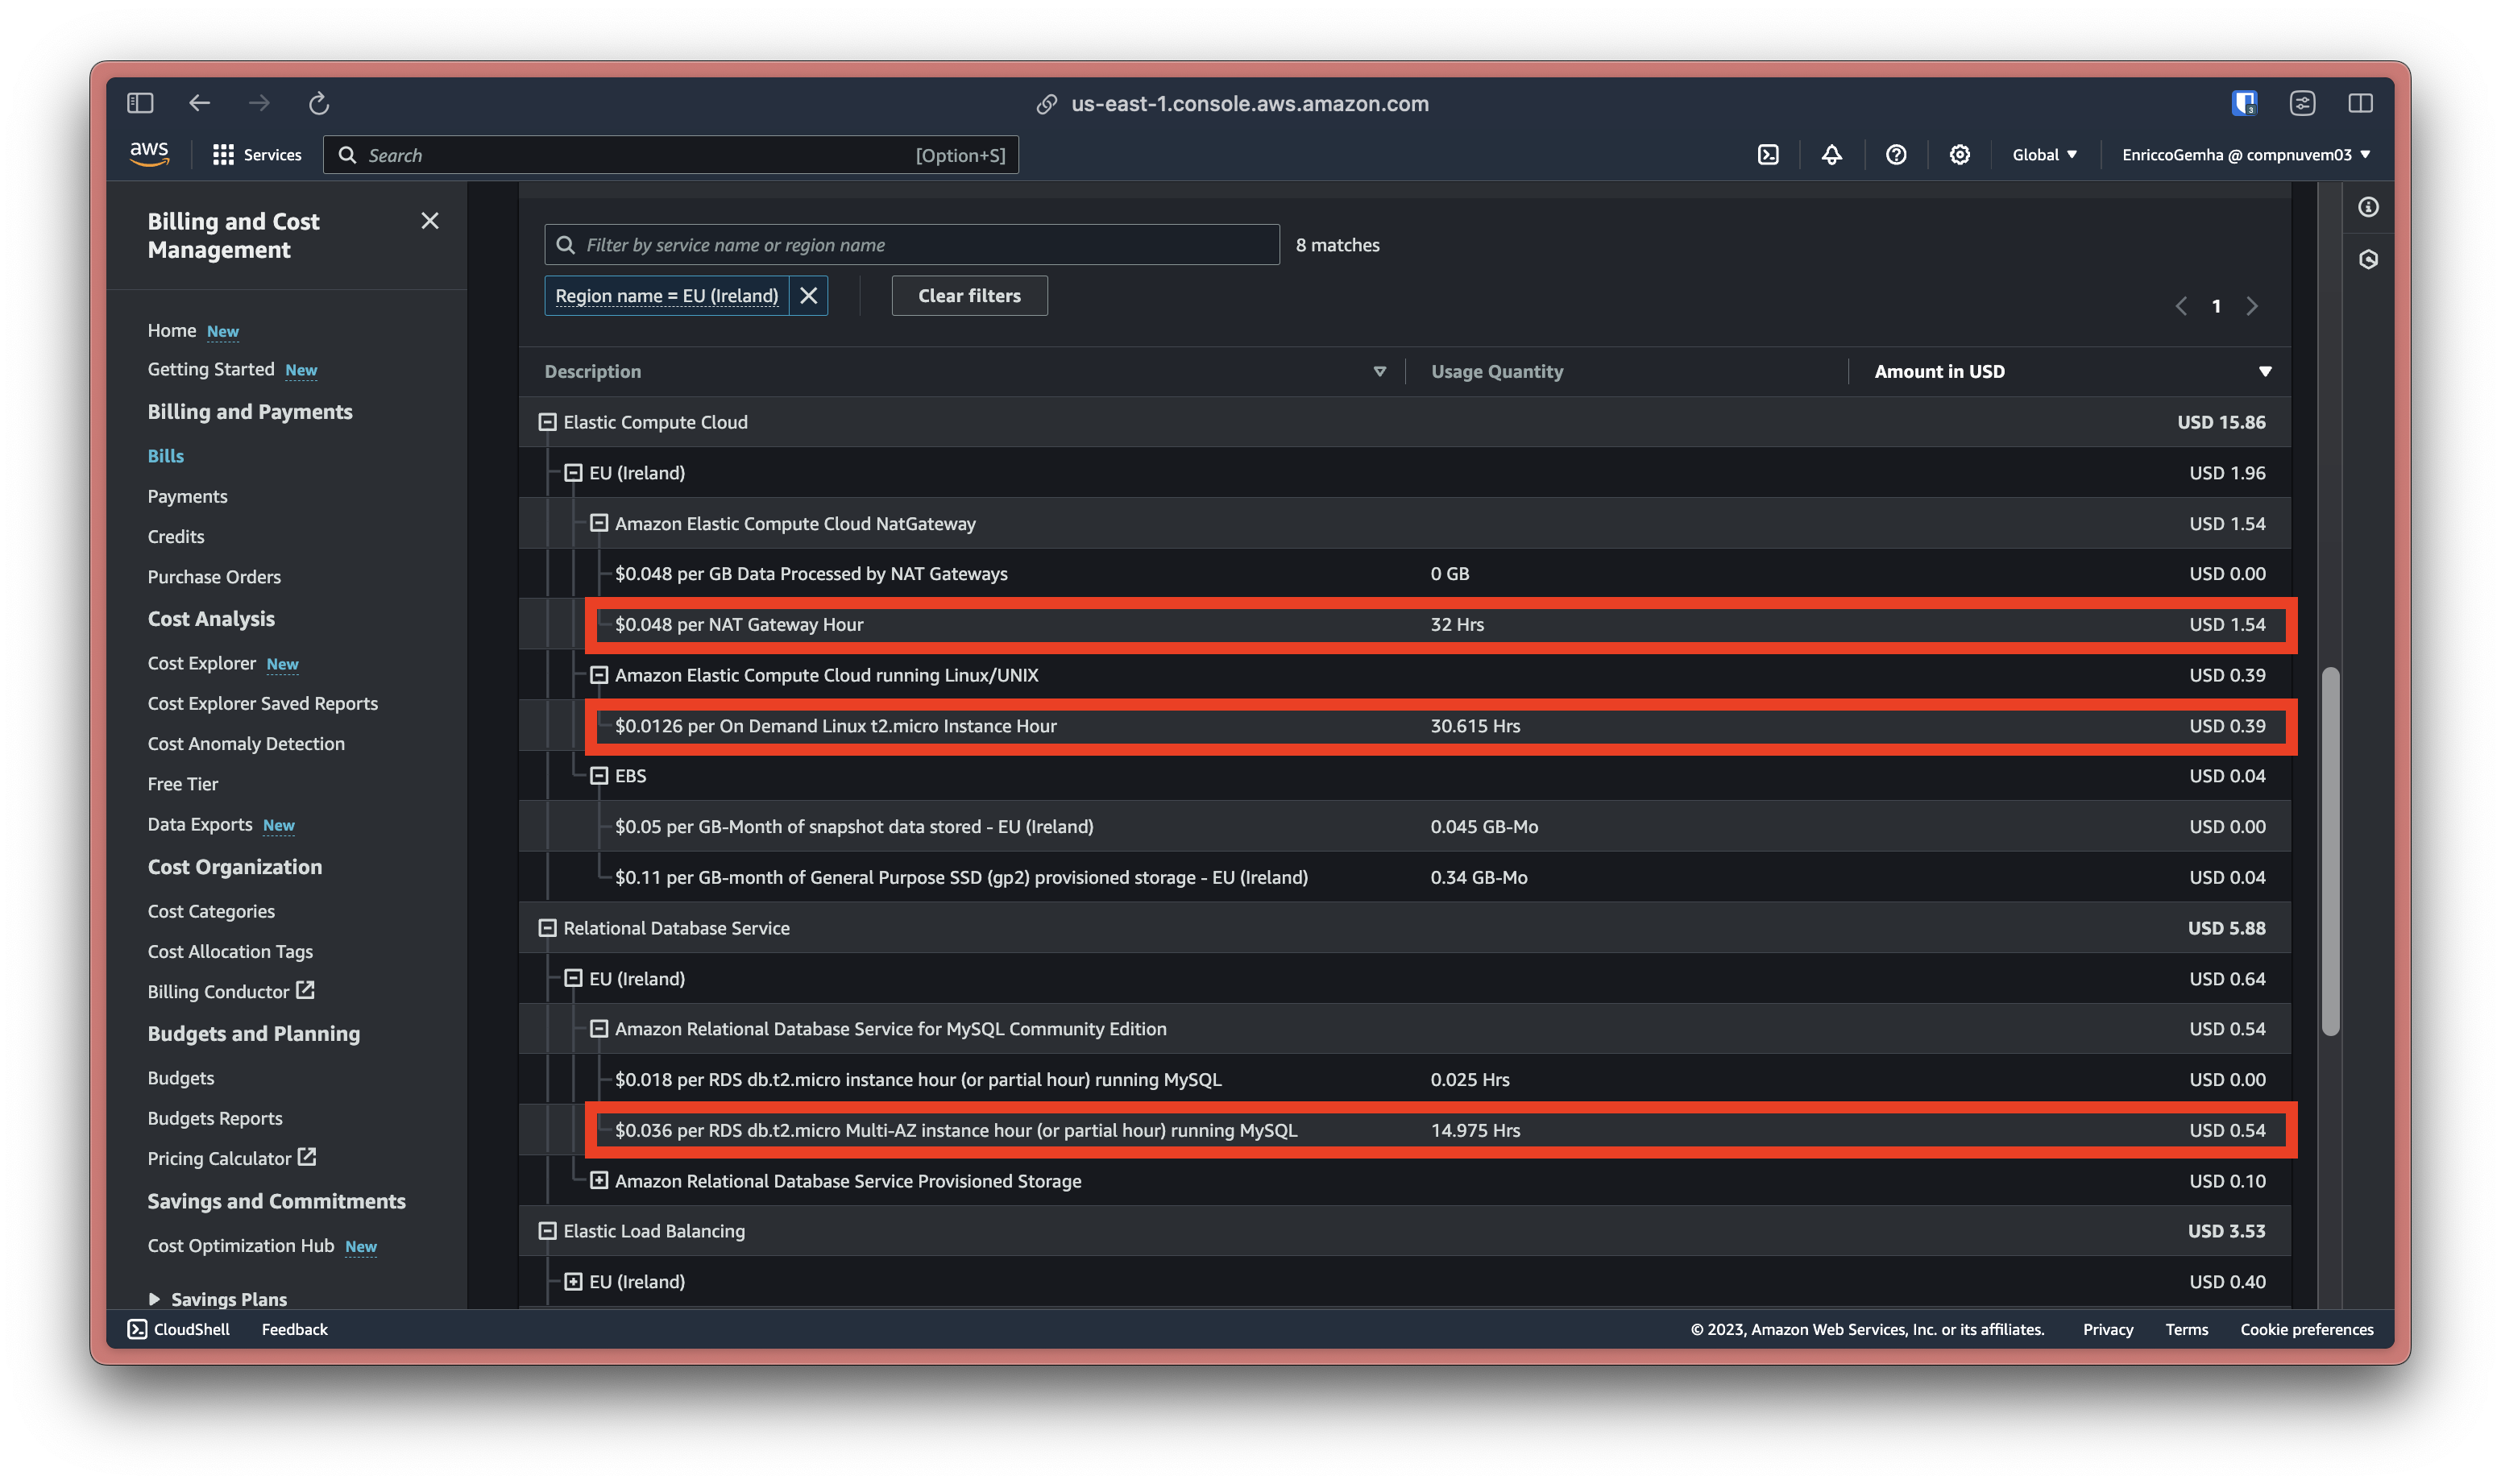 us-east-1.console.aws.amazon.com
3
aws
Services
Search
[Option+S]
Global
EnriccoGemha @ compnuvem03
Billing and Cost
Management
Home New
Getting Started New
Billing and Payments
Bills
Payments
Credits
Purchase Orders
Cost Analysis
Cost Explorer New
Cost Explorer Saved Reports
Cost Anomaly Detection
Free Tier
Data Exports New
Cost Organization
Cost Categories
Cost Allocation Tags
Billing Conductor
Budgets and Planning
Budgets
Budgets Reports
Pricing Calculator
Savings and Commitments
Cost Optimization Hub New
Savings Plans
Filter by service name or region name
8 matches
Region name = EU (Ireland)
Clear filters
1
Description Usage Quantity Amount in USD
Elastic Compute Cloud USD 15.86
EU (Ireland) USD 1.96
Amazon Elastic Compute Cloud NatGateway USD 1.54
$0.048 per GB Data Processed by NAT Gateways 0 GB USD 0.00
$0.048 per NAT Gateway Hour 32 Hrs USD 1.54
Amazon Elastic Compute Cloud running Linux/UNIX USD 0.39
$0.0126 per On Demand Linux t2.micro Instance Hour 30.615 Hrs USD 0.39
EBS USD 0.04
$0.05 per GB-Month of snapshot data stored - EU (Ireland) 0.045 GB-Mo USD 0.00
$0.11 per GB-month of General Purpose SSD (gp2) provisioned storage - EU (Ireland) 0.34 GB-Mo USD 0.04
Relational Database Service USD 5.88
EU (Ireland) USD 0.64
Amazon Relational Database Service for MySQL Community Edition USD 0.54
$0.018 per RDS db.t2.micro instance hour (or partial hour) running MySQL 0.025 Hrs USD 0.00
$0.036 per RDS db.t2.micro Multi-AZ instance hour (or partial hour) running MySQL 14.975 Hrs USD 0.54
Amazon Relational Database Service Provisioned Storage USD 0.10
Elastic Load Balancing USD 3.53
EU (Ireland) USD 0.40
CloudShell
Feedback
© 2023, Amazon Web Services, Inc. or its affiliates.
Privacy
Terms
Cookie preferences